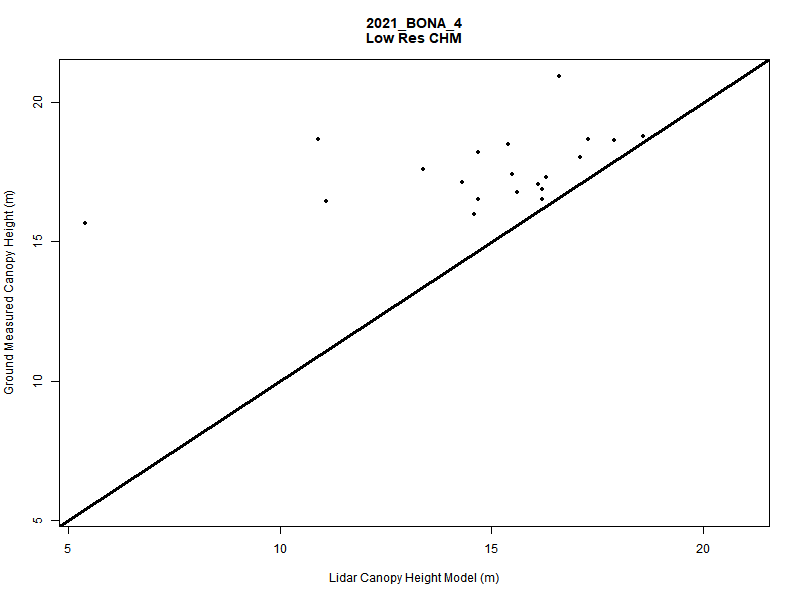 2021_BONA_4
Low Res CHM
Ground Measured Canopy Height (m)
20
15
10
5
5 10 15 20
Lidar Canopy Height Model (m)